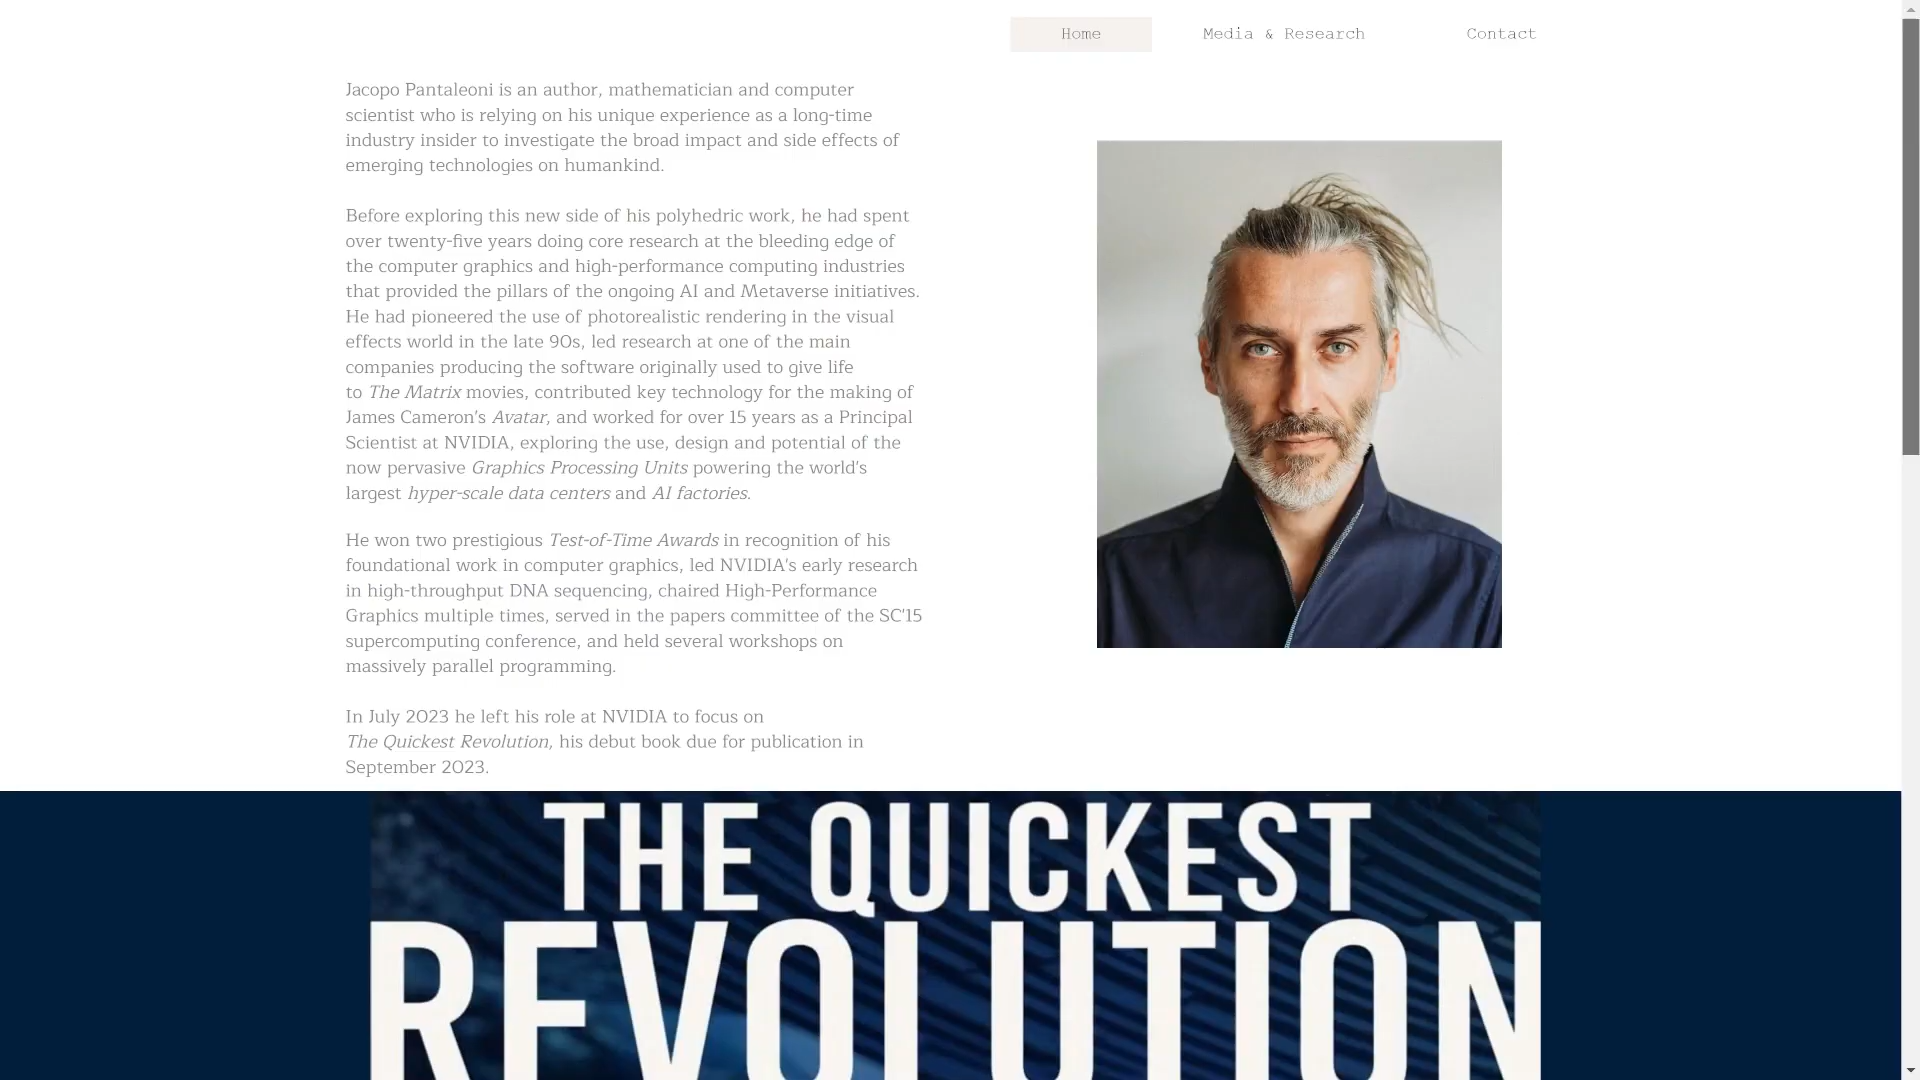 Home
Media & Research
Contact
Jacopo Pantaleoni is an author, mathematician and computer
scientist who is relying on his unique experience as a long-time
industry insider to investigate the broad impact and side effects of
emerging technologies on humankind.
Before exploring this new side of his polyhedric work, he had spent
over twenty-five years doing core research at the bleeding edge of
the computer graphics and high-performance computing industries
that provided the pillars of the ongoing AI and Metaverse initiatives.
He had pioneered the use of photorealistic rendering in the visual
effects world in the late 90s, led research at one of the main
companies producing the software originally used to give life
to The Matrix movies, contributed key technology for the making of
James Cameron's Avatar, and worked for over 15 years as a Principal
Scientist at NVIDIA, exploring the use, design and potential of the
now pervasive Graphics Processing Units powering the world's
largest hyper-scale data centers and AI factories.
He won two prestigious Test-of-Time Awards in recognition of his
foundational work in computer graphics, led NVIDIA's early research
in high-throughput DNA sequencing, chaired High-Performance
Graphics multiple times, served in the papers committee of the SC'15
supercomputing conference, and held several workshops on
massively parallel programming.
In July 2023 he left his role at NVIDIA to focus on
The Quickest Revolution, his debut book due for publication in
September 2023.
THE QUICKEST
REVOLUTION